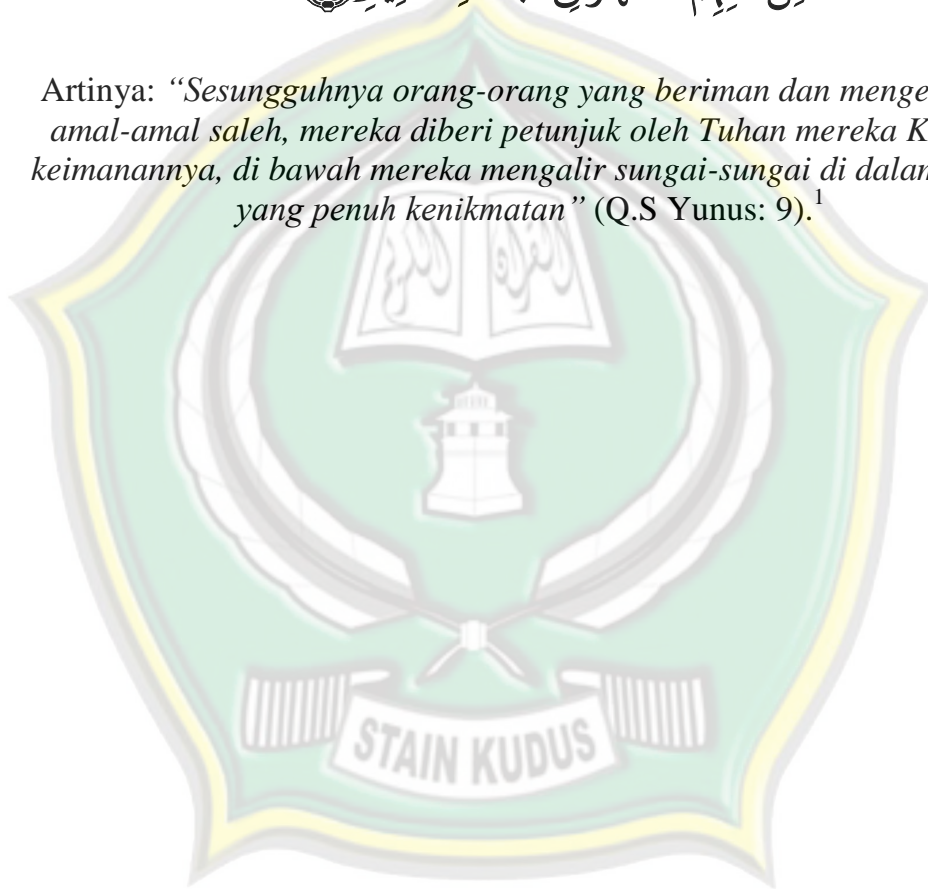 Artinya: “Sesungguhnya orang-orang yang beriman dan menge
amal-amal saleh, mereka diberi petunjuk oleh Tuhan mereka K
keimanannya, di bawah mereka mengalir sungai-sungai di dalam
yang penuh kenikmatan” (Q.S Yunus: 9).1
STAIN KUDUS